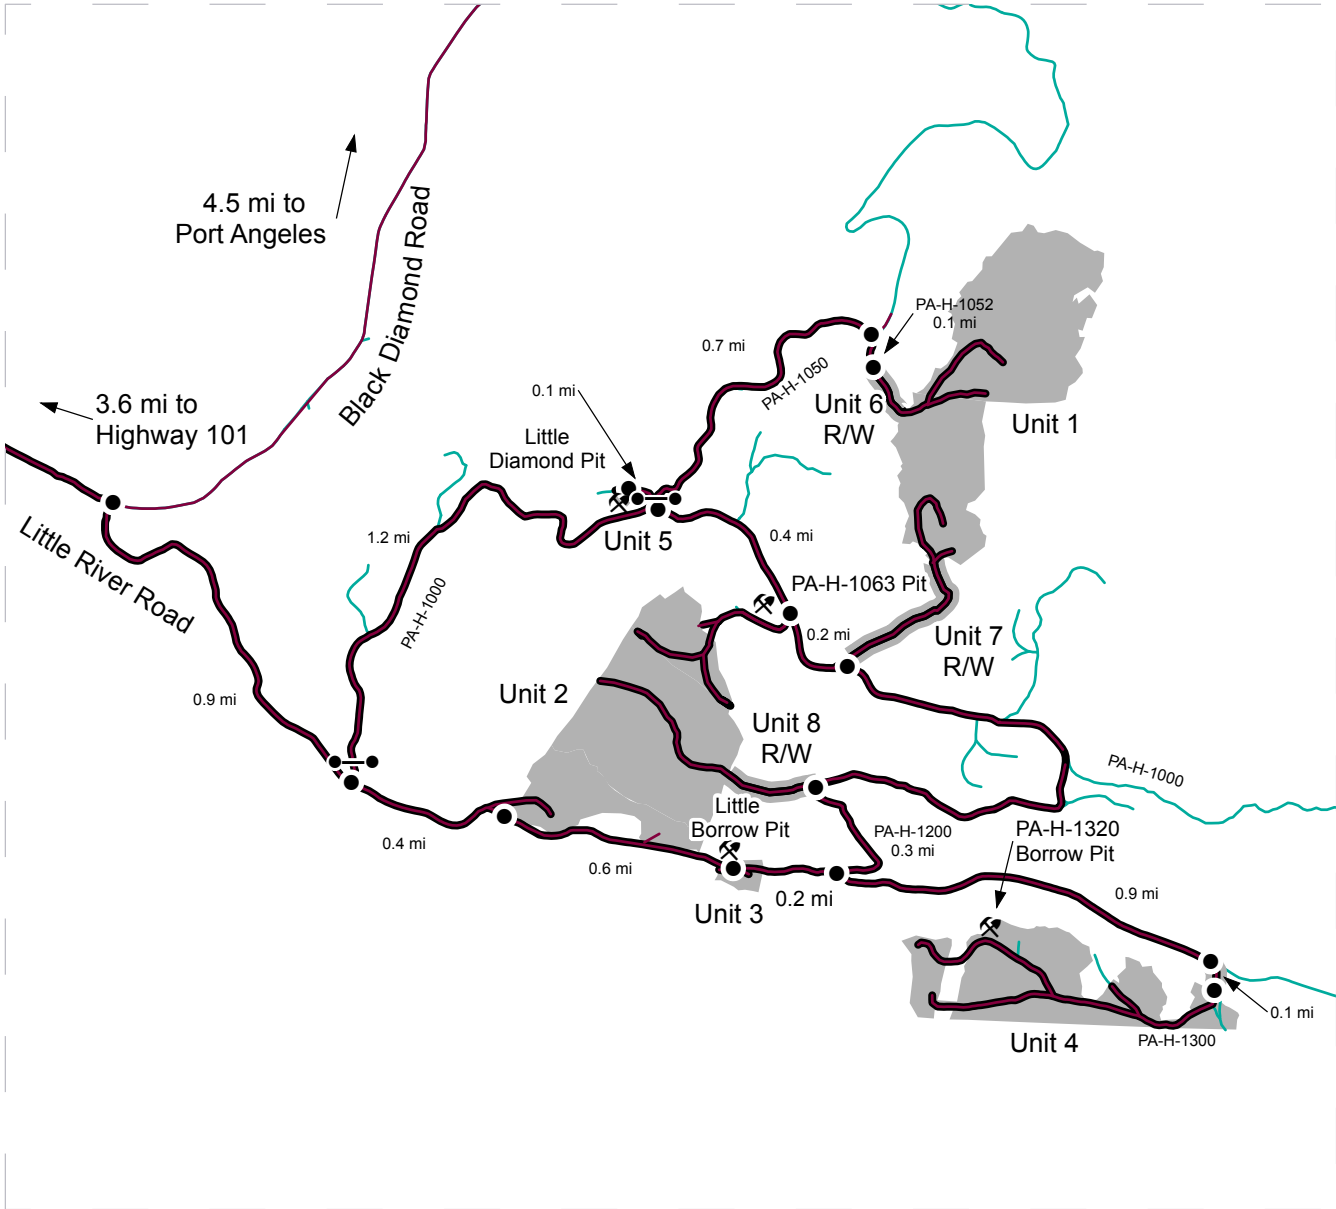 4.5 mi to
Port Angeles
Black Diamond Road
3.6 mi to
Highway 101
Little River Road
PA-H-1052
0.1 mi
0.7 mi
PA-H-1050
0.1 mi
Unit 6
R/W
Unit 1
Little
Diamond Pit
Unit 5
1.2 mi
0.4 mi
PA-H-1000
PA-H-1063 Pit
0.2 mi
Unit 7
R/W
0.9 mi
Unit 2
Unit 8
R/W
PA-H-1000
Little
Borrow Pit
PA-H-1200
0.3 mi
PA-H-1320
Borrow Pit
0.4 mi
0.6 mi
0.2 mi
0.9 mi
Unit 3
0.1 mi
Unit 4
PA-H-1300